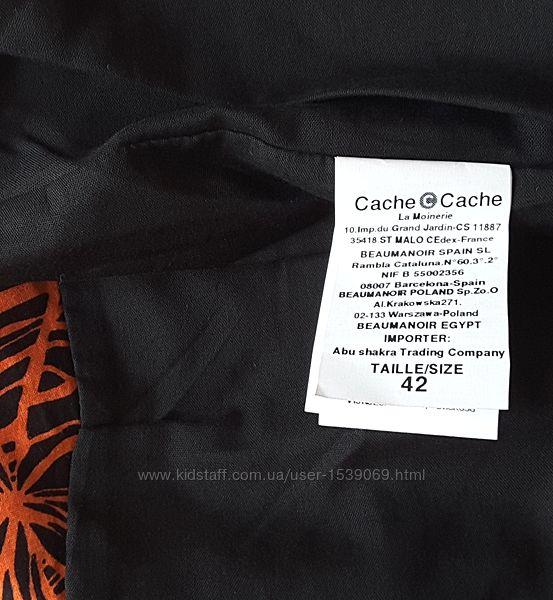 Cache C Cache
La Moinerie
10.Imp.du Grand Jardin-CS 11887
35418 ST MALO CEdex-France
BEAUMANOIR SPAIN SL
Rambla Cataluna.N°60.3°.2°
NIF B 55002356
08007 Barcelona-Spain
BEAUMANOIR POLAND Sp.Zo.O
Al.Krakowska271.
02-133 Warszawa-Poland
BEAUMANOIR EGYPT
IMPORTER:
Abu shakra Trading Company
TAILLE/SIZE
42
www.kidstaff.com.ua/user-1539069.html